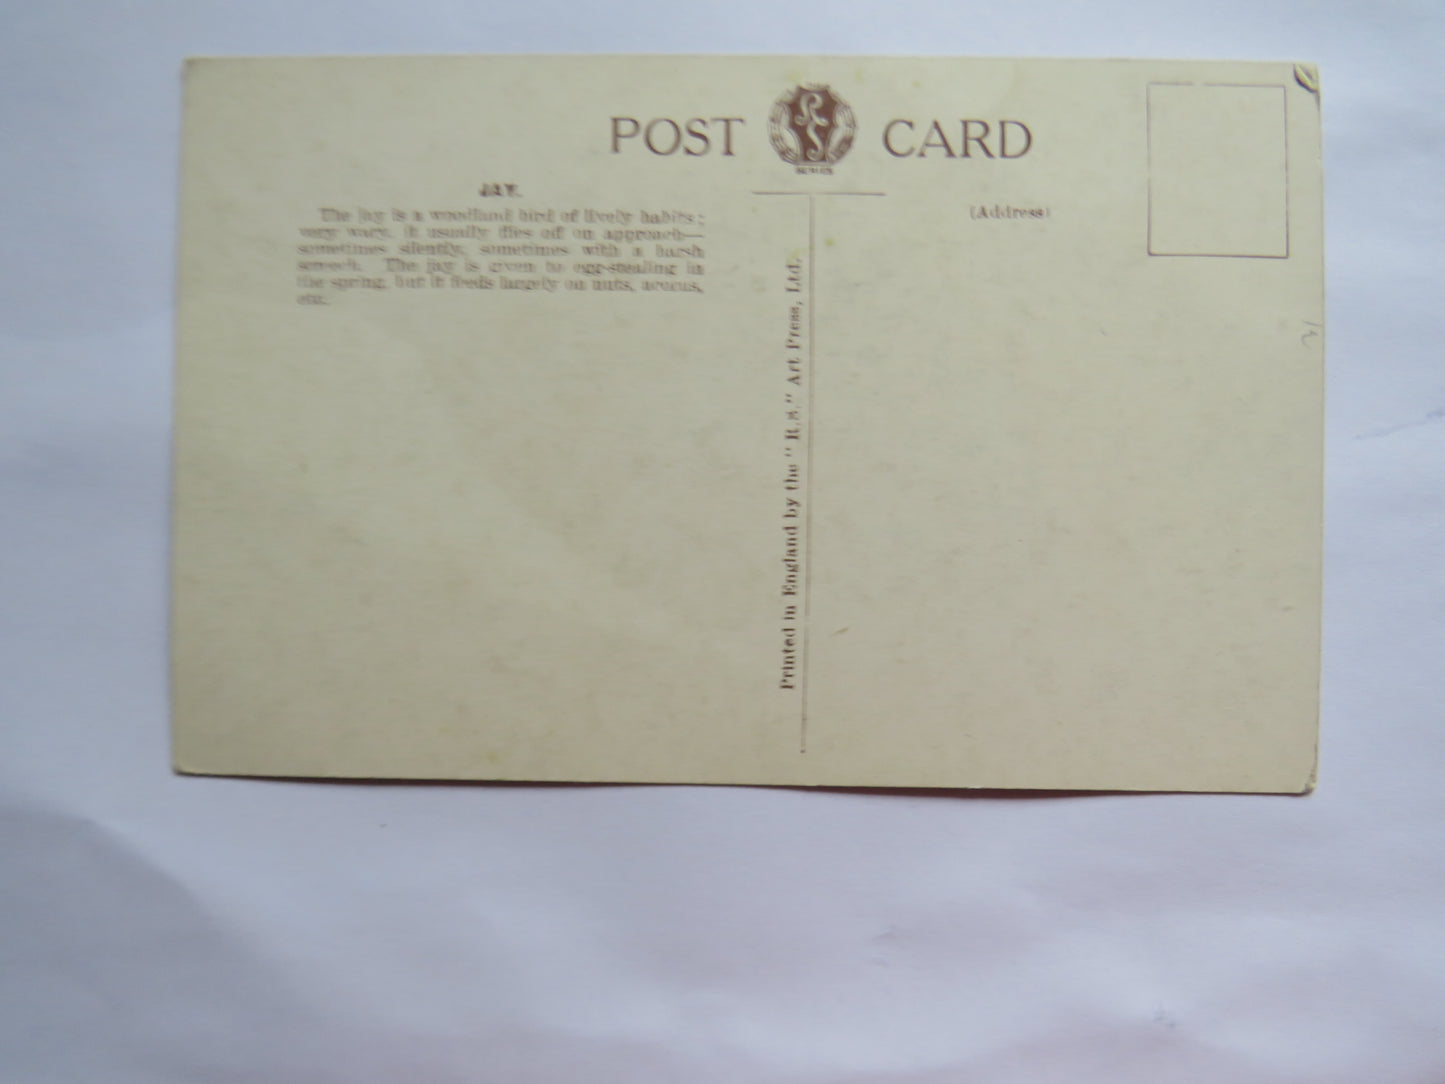 POST RS CARD
SERIES
JAY.
The jay is a woodland bird of lively habits;
very wary, it usually flies off on approach—
sometimes silently, sometimes with a harsh
screech. The jay is given to egg-stealing in
the spring, but it feeds largely on nuts, acorns,
etc.
(Address)
Printed in England by the "R.S." Art Press, Ltd.